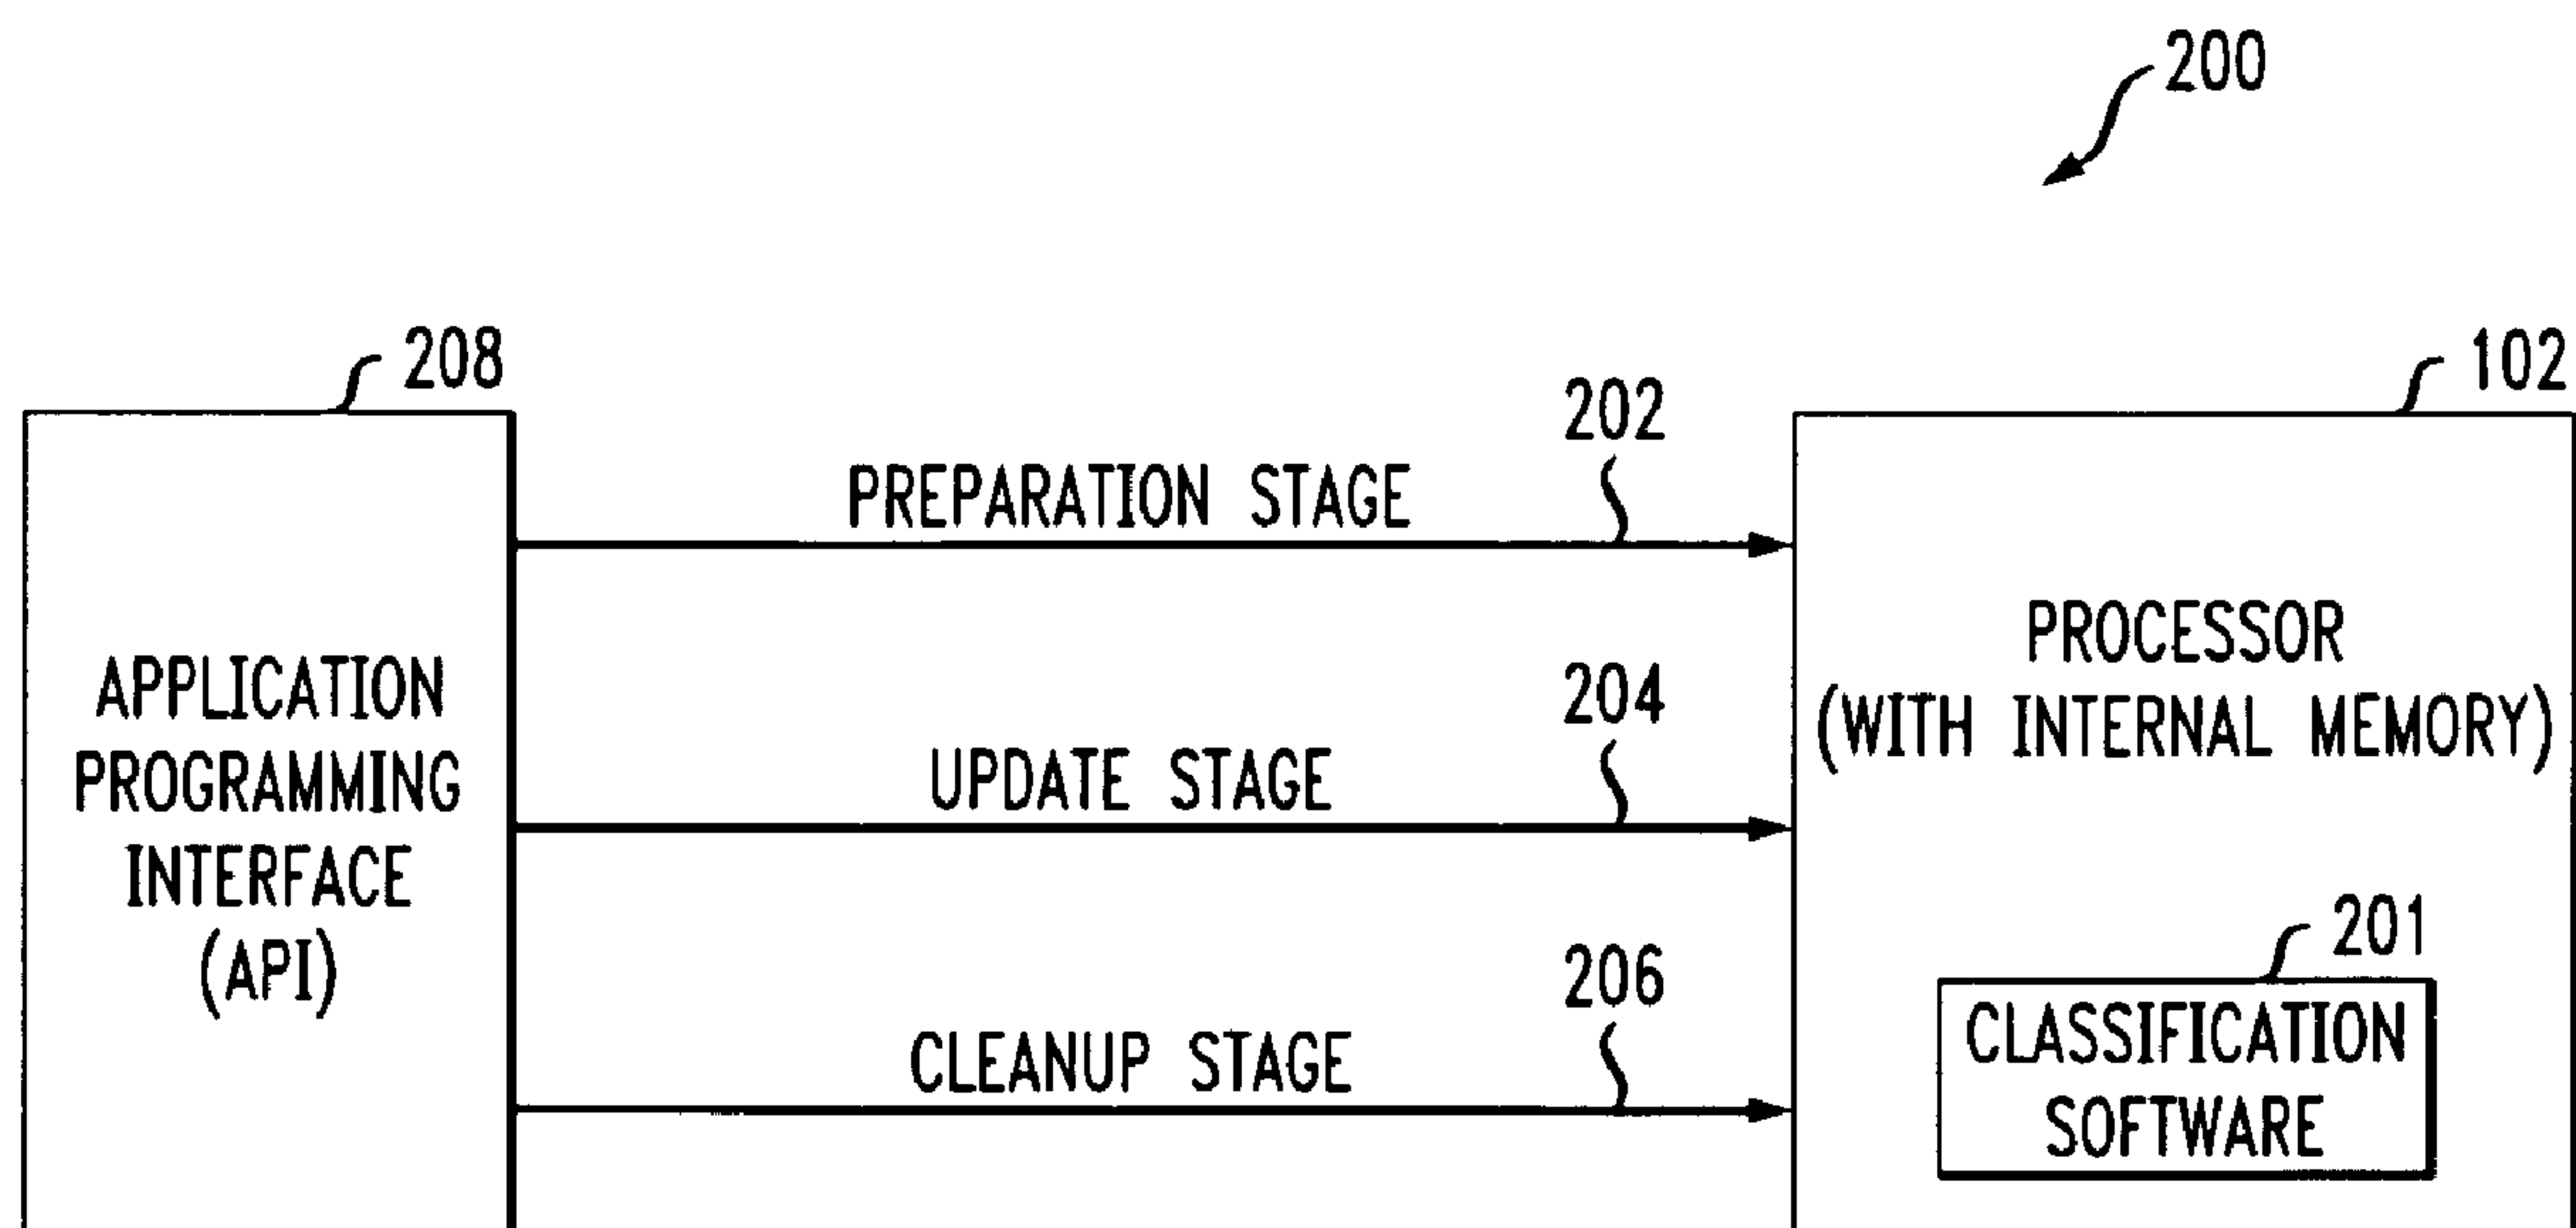 200
208
APPLICATION
PROGRAMMING
INTERFACE
(API)
202
PREPARATION STAGE
204
UPDATE STAGE
206
CLEANUP STAGE
102
PROCESSOR
(WITH INTERNAL MEMORY)
201
CLASSIFICATION
SOFTWARE